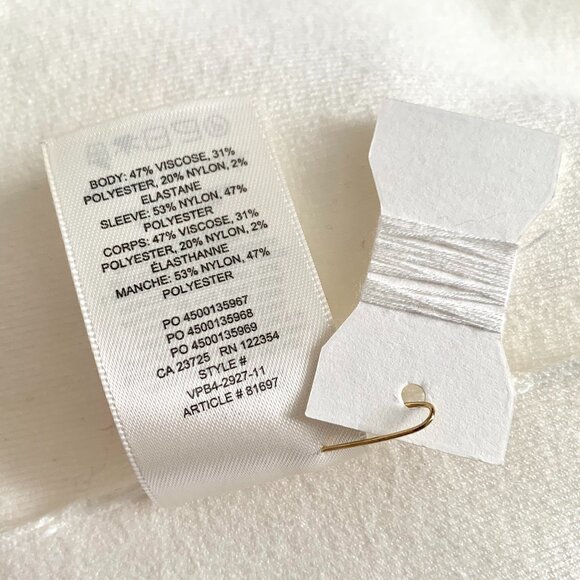 BODY: 47% VISCOSE, 31%
POLYESTER, 20% NYLON, 2%
ELASTANE
SLEEVE: 53% NYLON, 47%
POLYESTER
CORPS: 47% VISCOSE, 31%
POLYESTER, 20% NYLON, 2%
ÉLASTHANNE
MANCHE: 53% NYLON, 47%
POLYESTER
PO 4500135967
PO 4500135968
PO 4500135969
CA 23725 RN 122354
STYLE #
VPB4-2927-11
ARTICLE # 81697